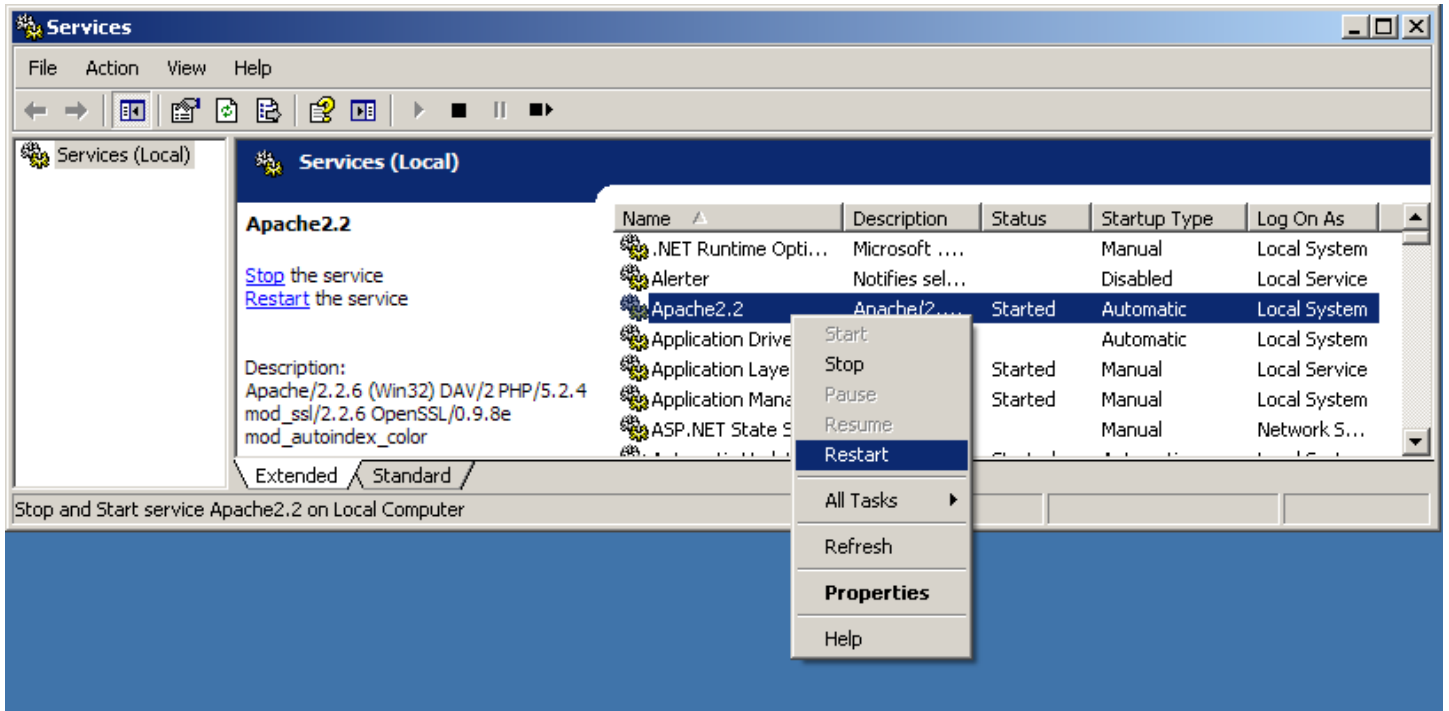 Services
File Action View Help
Services (Local)
Services (Local)
Apache2.2
Stop the service
Restart the service
Description:
Apache/2.2.6 (Win32) DAV/2 PHP/5.2.4
mod_ssl/2.2.6 OpenSSL/0.9.8e
mod_autoindex_color
Name Description Status Startup Type Log On As
.NET Runtime Opti... Microsoft .... Manual Local System
Alerter Notifies sel... Disabled Local Service
Apache2.2 Apache/2.... Started Automatic Local System
Application Drive Automatic Local System
Application Laye Started Manual Local Service
Application Mana Started Manual Local System
ASP.NET State S Manual Network S...
Start
Stop
Pause
Resume
Restart
All Tasks
Refresh
Properties
Help
Extended Standard
Stop and Start service Apache2.2 on Local Computer